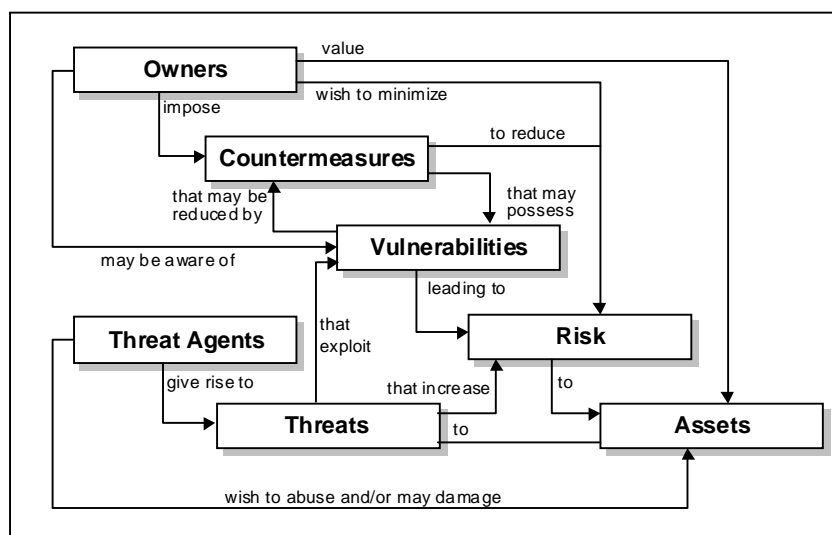 value
Owners
wish to minimize
impose
to reduce
Countermeasures
that may be
reduced by
that may
possess
Vulnerabilities
may be aware of
leading to
Threat Agents
that
exploit
Risk
give rise to
that increase
to
Threats
to
Assets
wish to abuse and/or may damage